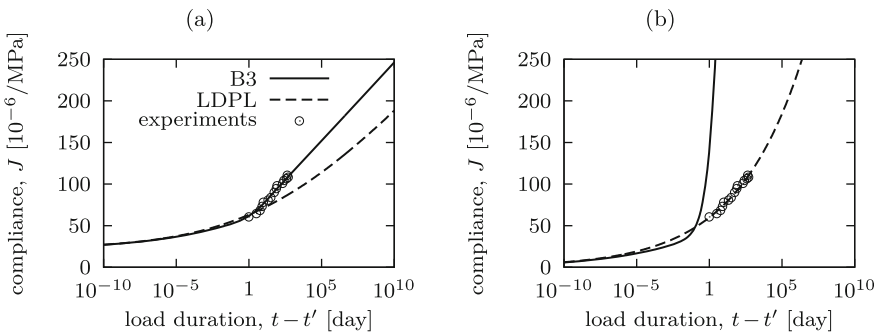 (a)
compliance, J [10⁻⁶/MPa]
250
200
150
100
50
0
B3
LDPL
experiments
10⁻¹⁰
10⁻⁵
1
10⁵
10¹⁰
load duration, t−t′ [day]
(b)
compliance, J [10⁻⁶/MPa]
250
200
150
100
50
0
10⁻¹⁰
10⁻⁵
1
10⁵
10¹⁰
load duration, t−t′ [day]